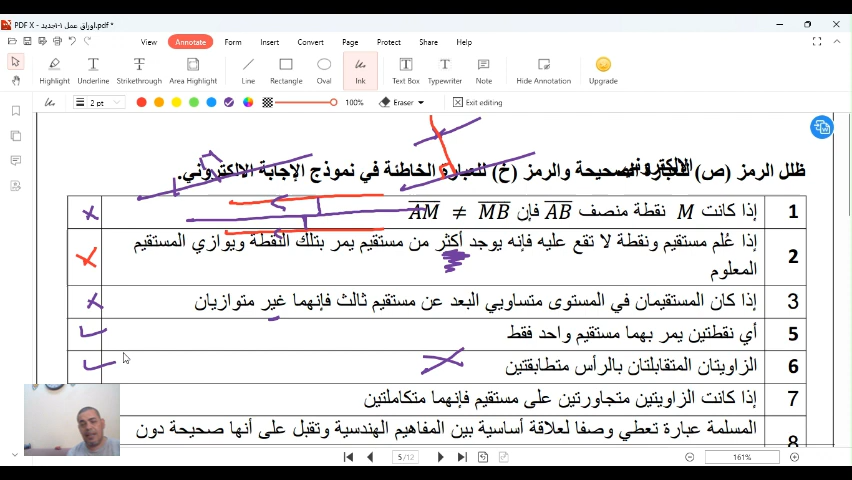 PDF X - اوراق عمل ١-١جديد.pdf *
View Annotate Form Insert Convert Page Protect Share Help
Highlight Underline Strikethrough Area Highlight Line Rectangle Oval Ink Text Box Typewriter Note Hide Annotation Upgrade
2 pt 100% Eraser Exit editing
ظلل الرمز (ص) للعبارة الصحيحة والرمز (خ) للعبارة الخاطئة في نموذج الإجابة الالكتروني.
1 إذا كانت M نقطة منصف AB فإن AM ≠ MB
2 إذا عُلم مستقيم ونقطة لا تقع عليه فإنه يوجد أكثر من مستقيم يمر بتلك النقطة ويوازي المستقيم
المعلوم
3 إذا كان المستقيمان في المستوى متساويي البعد عن مستقيم ثالث فإنهما غير متوازيان
5 أي نقطتين يمر بهما مستقيم واحد فقط
6 الزاويتان المتقابلتان بالرأس متطابقتين
7 إذا كانت الزاويتين متجاورتين على مستقيم فإنهما متكاملتين
8 المسلمة عبارة تعطي وصفا لعلاقة أساسية بين المفاهيم الهندسية وتقبل على أنها صحيحة دون
5/12 161%